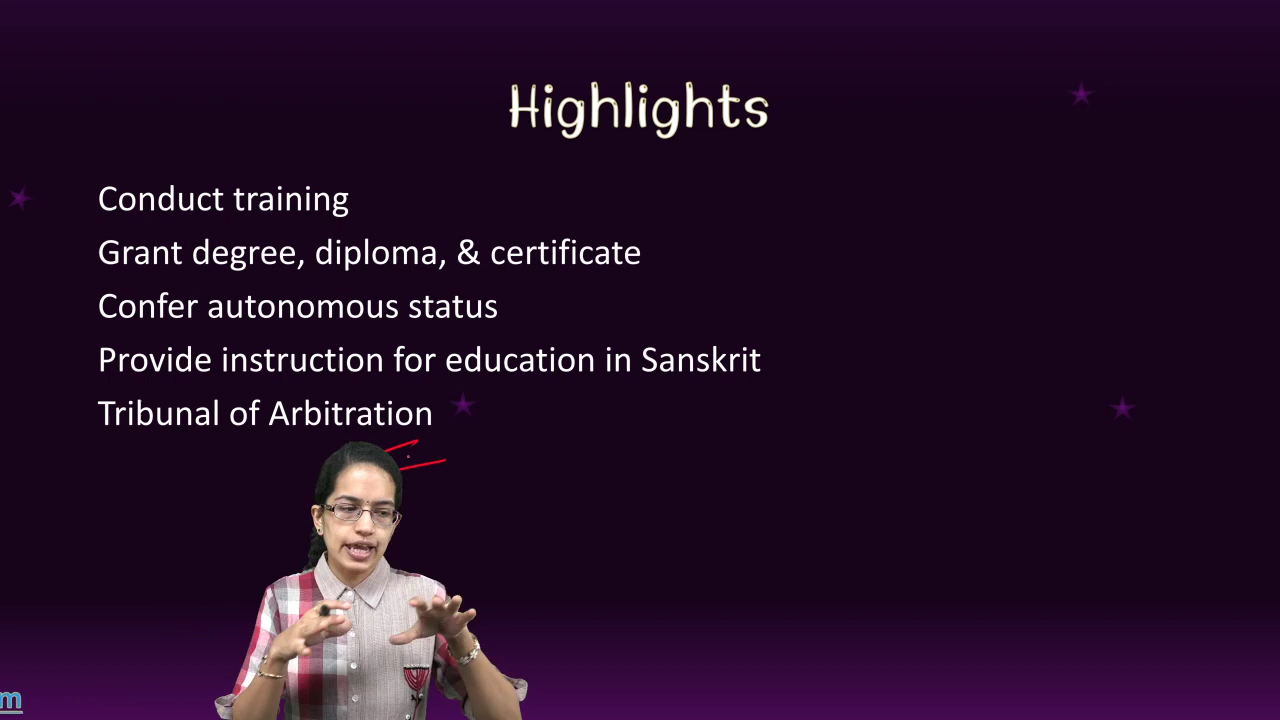 Highlights
Conduct training
Grant degree, diploma, & certificate
Confer autonomous status
Provide instruction for education in Sanskrit
Tribunal of Arbitration
m